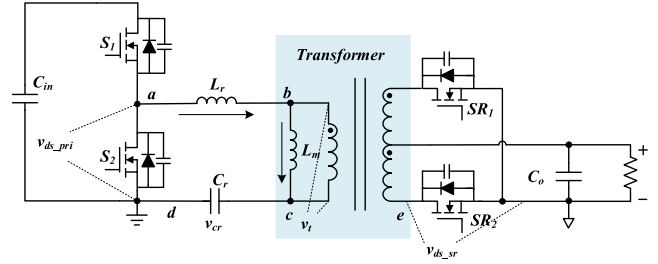 Transformer
S1
SR1
Cin
Lr
a
b
vds_pri
S2
Lm
Co
+
−
Cr
d
vcr
c
vt
e
SR2
vds_sr